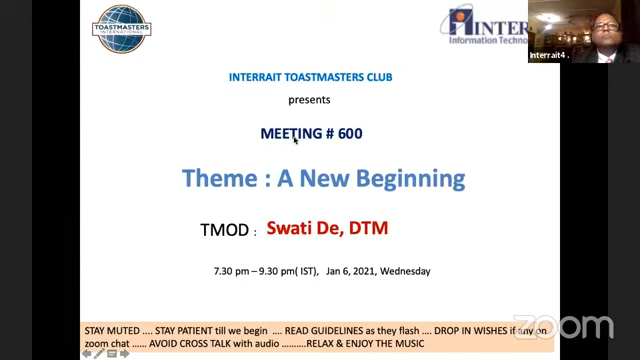 TOASTMASTERS
INTERNATIONAL
INTERRA IT
Information Techno
Interrait4 .
INTERRAIT TOASTMASTERS CLUB
presents
MEETING # 600
Theme : A New Beginning
TMOD : Swati De, DTM
7.30 pm – 9.30 pm( IST), Jan 6, 2021, Wednesday
STAY MUTED .... STAY PATIENT till we begin .... READ GUIDELINES as they flash .... DROP IN WISHES if any on
zoom chat ...... AVOID CROSS TALK with audio ..........RELAX & ENJOY THE MUSIC
zoom